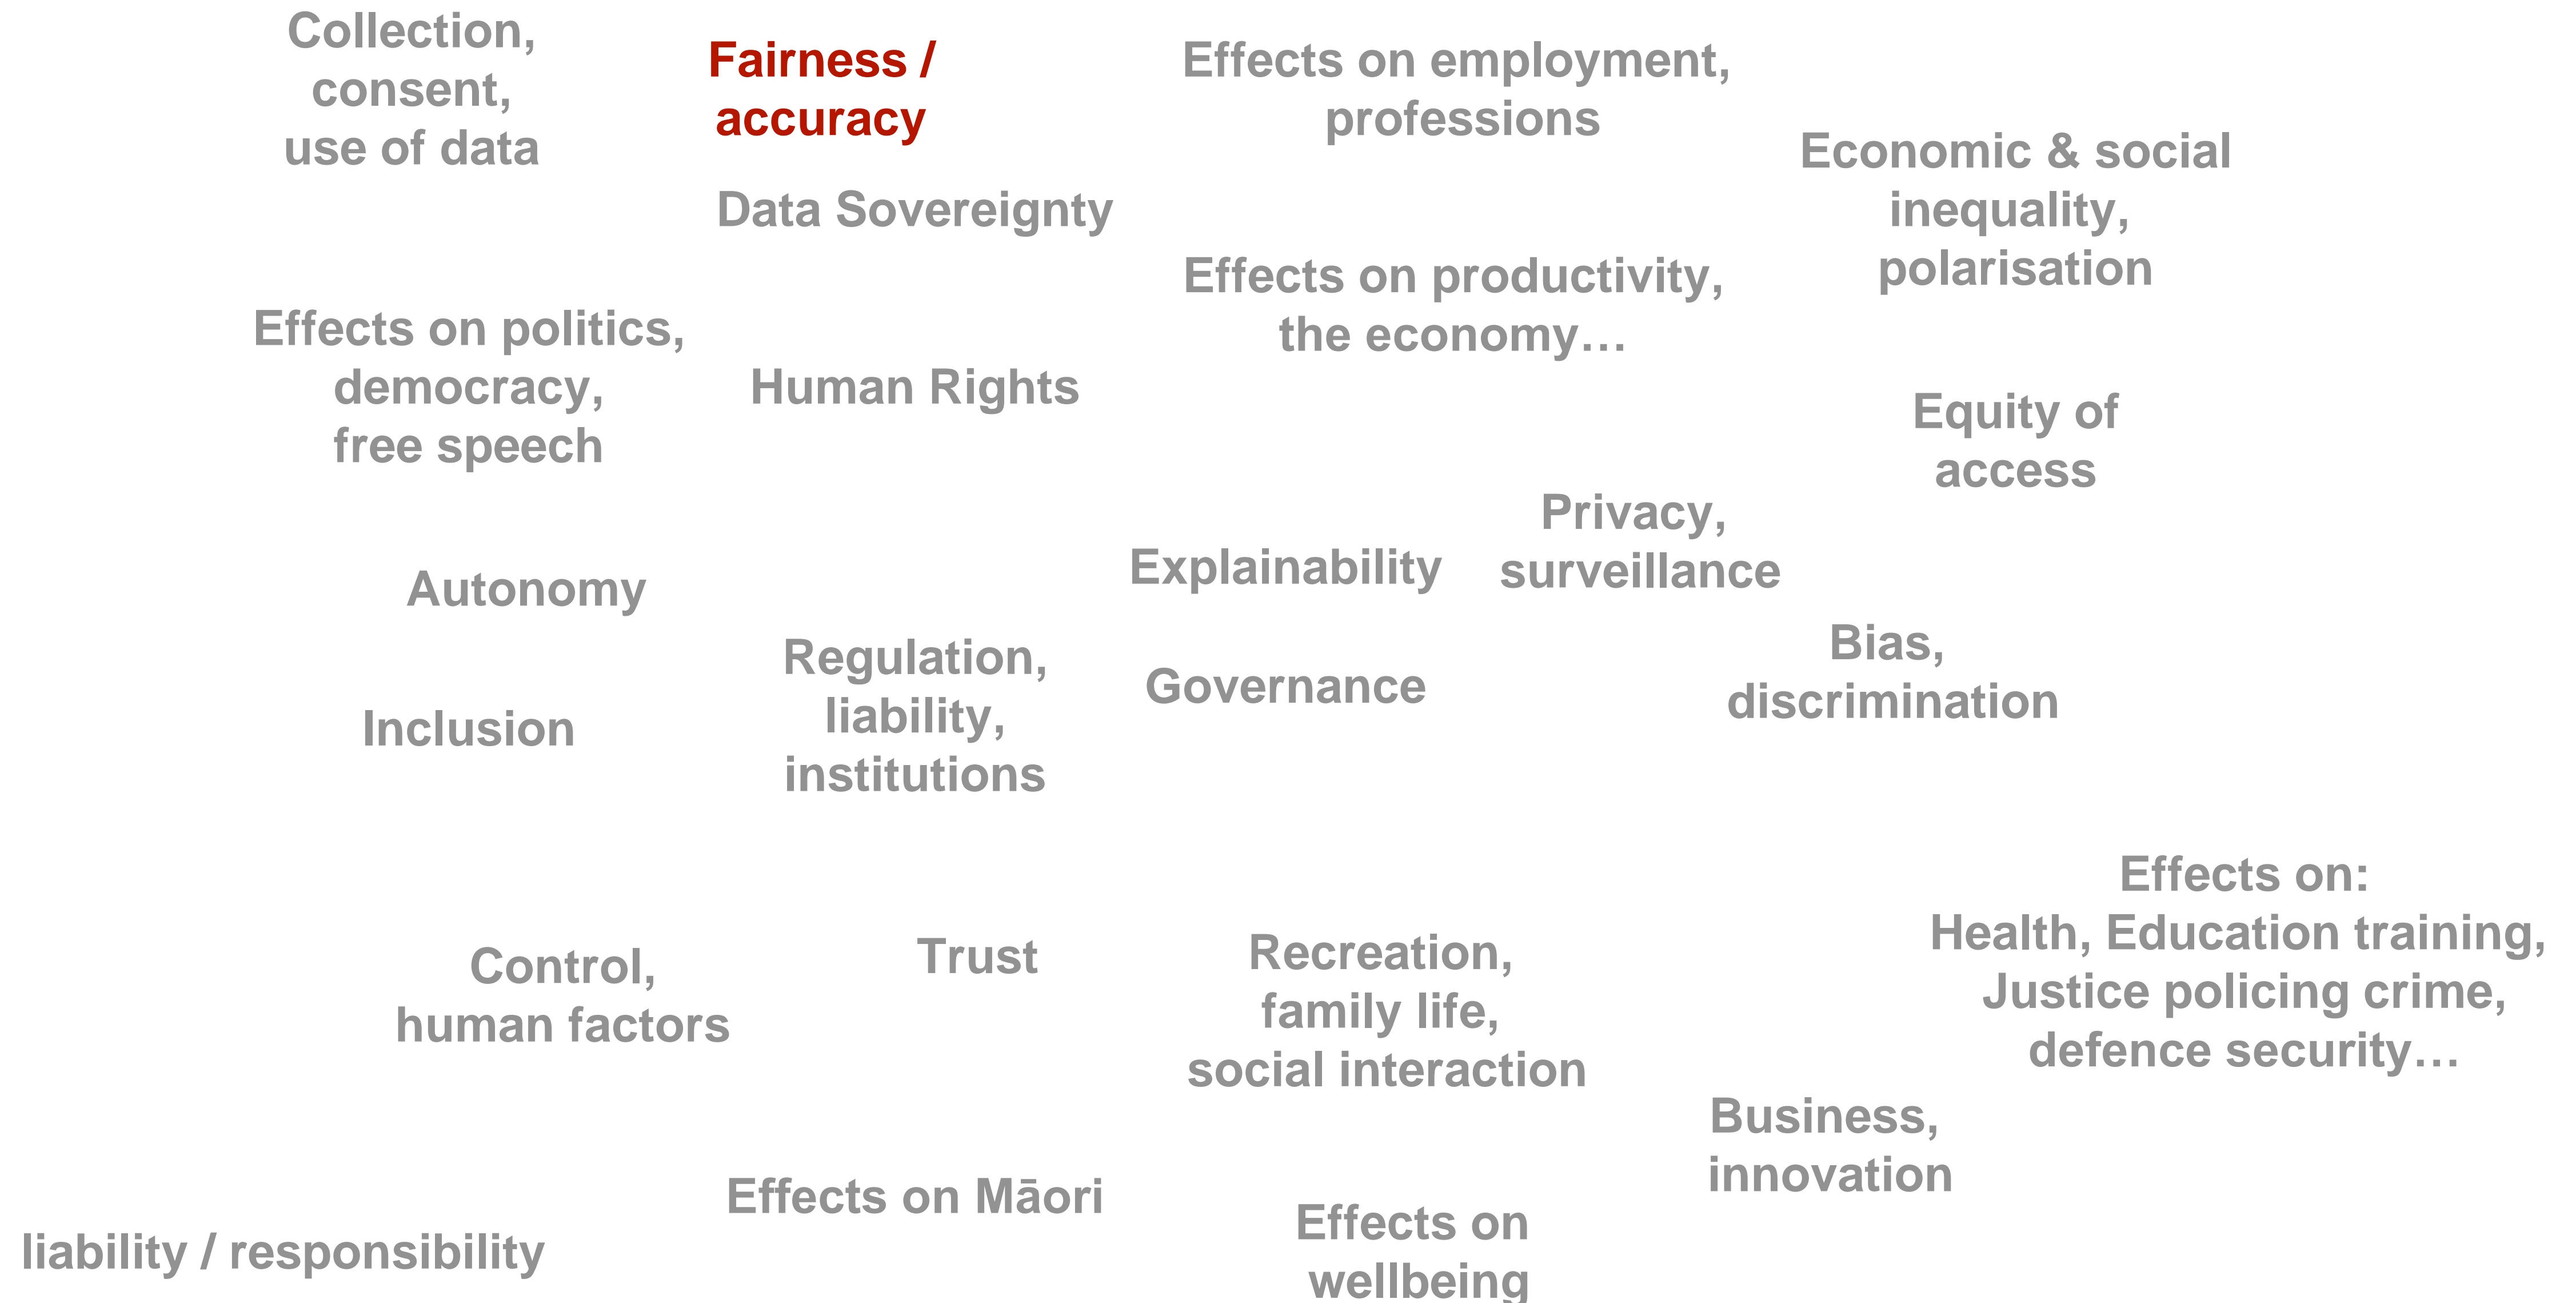 Collection,
consent,
use of data
Fairness /
accuracy
Effects on employment,
professions
Economic & social
inequality,
polarisation
Data Sovereignty
Effects on productivity,
the economy…
Effects on politics,
democracy,
free speech
Human Rights
Equity of
access
Privacy,
surveillance
Explainability
Autonomy
Regulation,
liability,
institutions
Governance
Bias,
discrimination
Inclusion
Effects on:
Health, Education training,
Justice policing crime,
defence security…
Control,
human factors
Trust
Recreation,
family life,
social interaction
Business,
innovation
Effects on Māori
Effects on
wellbeing
liability / responsibility